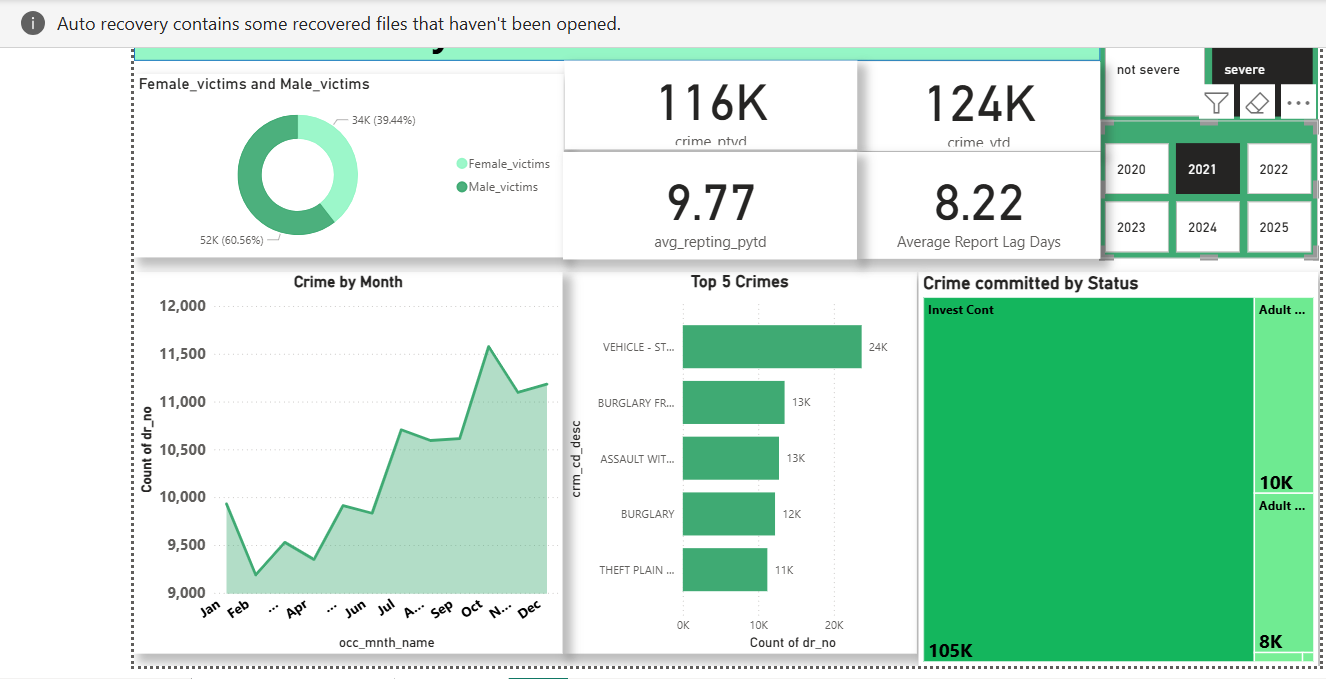 Auto recovery contains some recovered files that haven't been opened.
Female_victims and Male_victims
34K (39.44%)
Female_victims
Male_victims
52K (60.56%)
116K
crime_ptyd
124K
crime_ytd
9.77
avg_repting_pytd
8.22
Average Report Lag Days
not severe
severe
2020
2021
2022
2023
2024
2025
Crime by Month
12,000
11,500
11,000
10,500
10,000
9,500
9,000
Count of dr_no
Jan
Feb
...
Apr
...
Jun
Jul
A...
Sep
Oct
N...
Dec
occ_mnth_name
Top 5 Crimes
crm_cd_desc
VEHICLE - ST...
24K
BURGLARY FR...
13K
ASSAULT WIT...
13K
BURGLARY
12K
THEFT PLAIN ...
11K
0K
10K
20K
Count of dr_no
Crime committed by Status
Invest Cont
105K
Adult ...
10K
Adult ...
8K